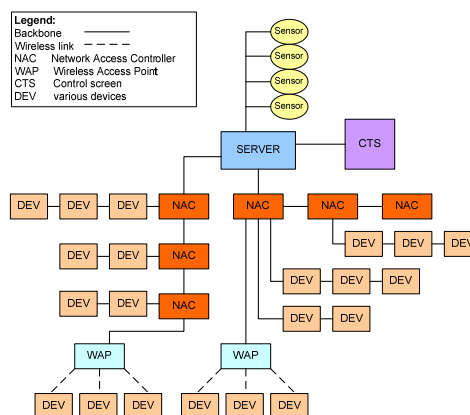 Legend:
Backbone
Wireless link
NAC Network Access Controller
WAP Wireless Access Point
CTS Control screen
DEV various devices
Sensor
Sensor
Sensor
Sensor
SERVER
CTS
DEV DEV DEV NAC NAC NAC NAC
DEV DEV DEV
DEV DEV NAC
DEV DEV DEV
DEV DEV NAC
DEV DEV
WAP WAP
DEV DEV DEV DEV DEV DEV